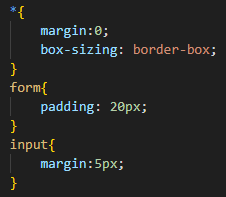 *{
    margin:0;
    box-sizing: border-box;
}
form{
    padding: 20px;
}
input{
    margin:5px;
}